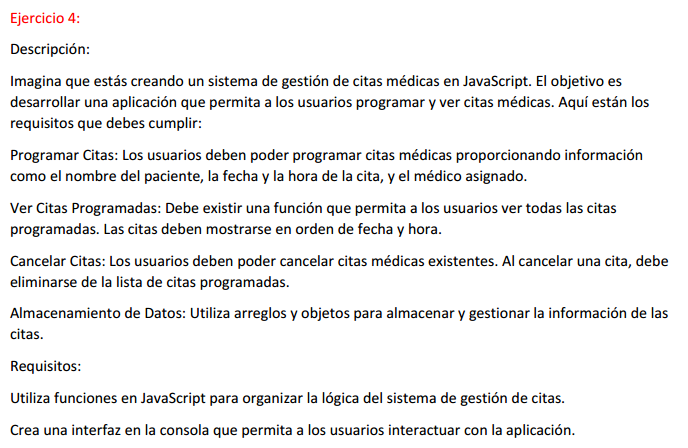 Ejercicio 4:
Descripción:
Imagina que estás creando un sistema de gestión de citas médicas en JavaScript. El objetivo es
desarrollar una aplicación que permita a los usuarios programar y ver citas médicas. Aquí están los
requisitos que debes cumplir:
Programar Citas: Los usuarios deben poder programar citas médicas proporcionando información
como el nombre del paciente, la fecha y la hora de la cita, y el médico asignado.
Ver Citas Programadas: Debe existir una función que permita a los usuarios ver todas las citas
programadas. Las citas deben mostrarse en orden de fecha y hora.
Cancelar Citas: Los usuarios deben poder cancelar citas médicas existentes. Al cancelar una cita, debe
eliminarse de la lista de citas programadas.
Almacenamiento de Datos: Utiliza arreglos y objetos para almacenar y gestionar la información de las
citas.
Requisitos:
Utiliza funciones en JavaScript para organizar la lógica del sistema de gestión de citas.
Crea una interfaz en la consola que permita a los usuarios interactuar con la aplicación.